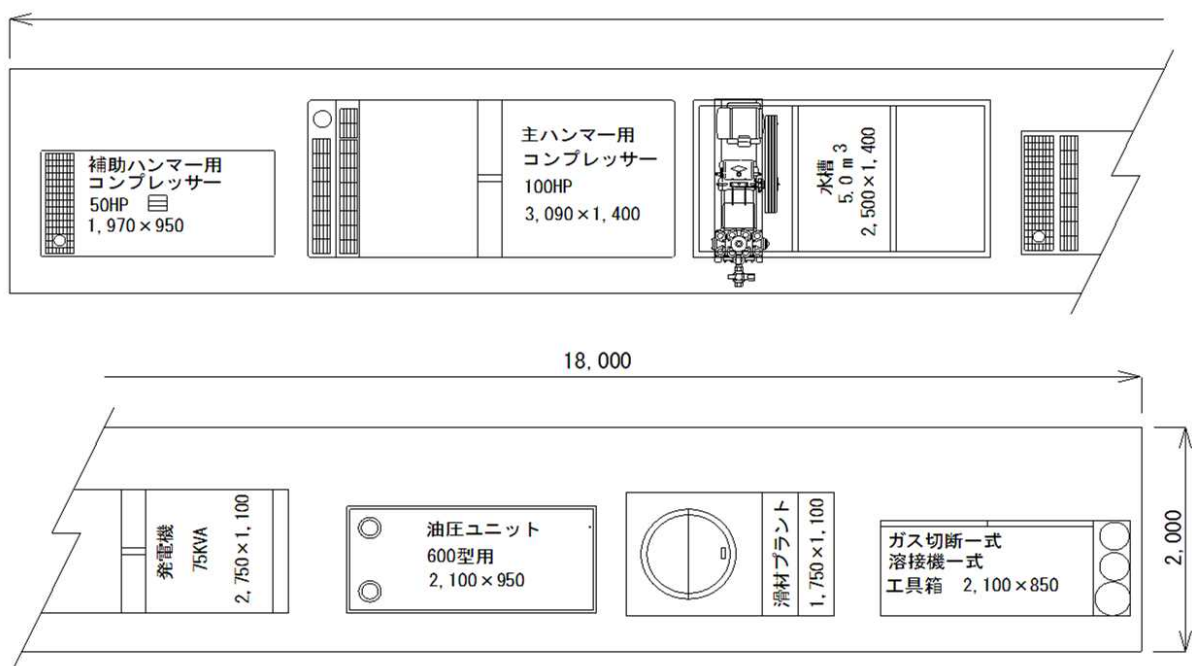 補助ハンマー用
コンプレッサー
50HP
1,970×950
主ハンマー用
コンプレッサー
100HP
3,090×1,400
水槽
5.0m3
2,500×1,400
18,000
発電機
75KVA
2,750×1,100
油圧ユニット
600型用
2,100×950
滑材プラント
1,750×1,100
ガス切断一式
溶接機一式
工具箱 2,100×850
2,000